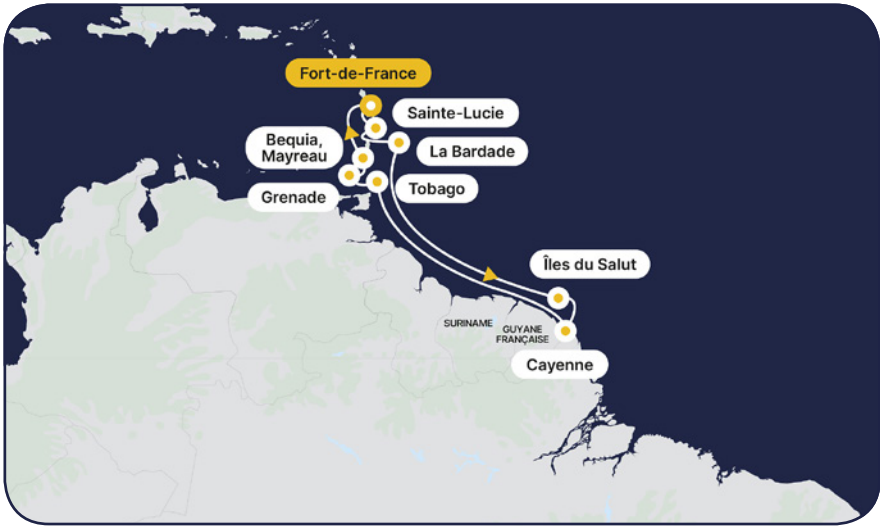 Fort-de-France
Sainte-Lucie
Bequia,
Mayreau
La Bardade
Grenade
Tobago
Îles du Salut
SURINAME
GUYANE
FRANÇAISE
Cayenne